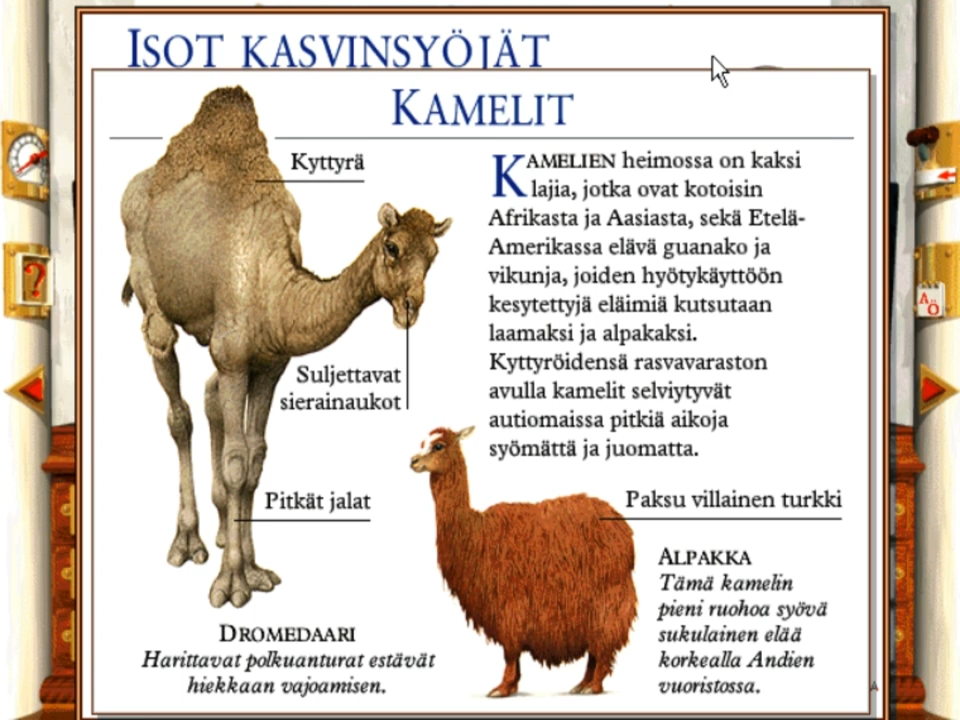 ISOT KASVINSYÖJÄT
KAMELIT
Kyttyrä
KAMELIEN heimossa on kaksi
lajia, jotka ovat kotoisin
Afrikasta ja Aasiasta, sekä Etelä-
Amerikassa elävä guanako ja
vikunja, joiden hyötykäyttöön
kesytettyjä eläimiä kutsutaan
laamaksi ja alpakaksi.
Kyttyröidensä rasvavaraston
avulla kamelit selviytyvät
autiomaissa pitkiä aikoja
syömättä ja juomatta.
Suljettavat
sierainaukot
Pitkät jalat
Paksu villainen turkki
DROMEDAARI
Harittavat polkuanturat estävät
hiekkaan vajoamisen.
ALPAKKA
Tämä kamelin
pieni ruohoa syövä
sukulainen elää
korkealla Andien
vuoristossa.
?
A
Ö
A